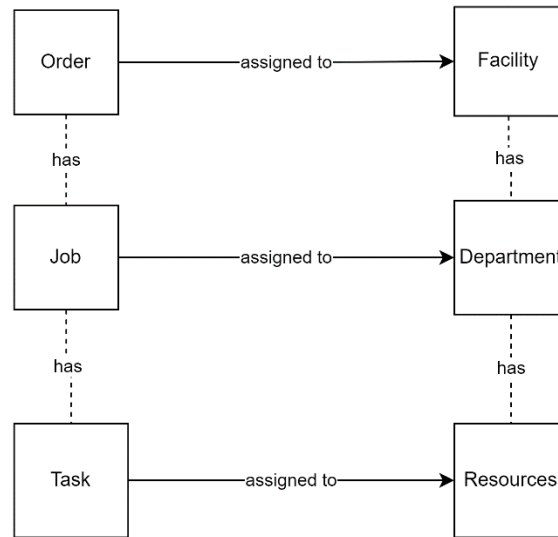 Order
assigned to
Facility
has
has
Job
assigned to
Department
has
has
Task
assigned to
Resources